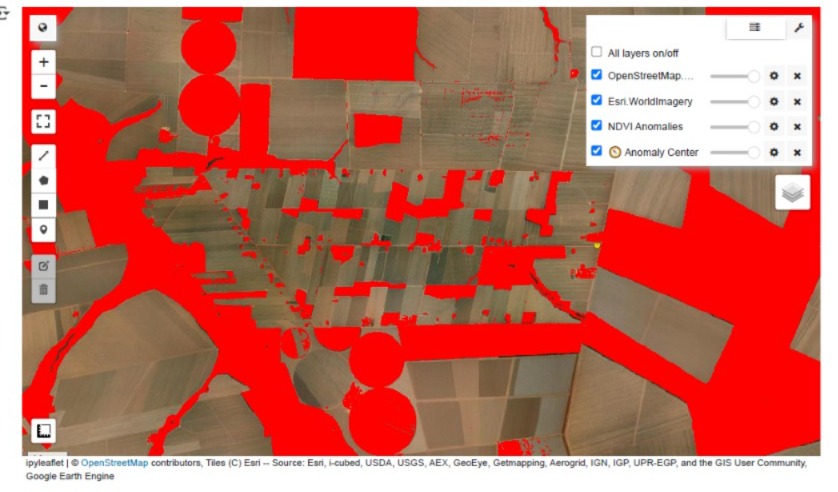 +
−
All layers on/off
OpenStreetMap....
Esri.WorldImagery
NDVI Anomalies
Anomaly Center
ipyleaflet | © OpenStreetMap contributors, Tiles (C) Esri -- Source: Esri, i-cubed, USDA, USGS, AEX, GeoEye, Getmapping, Aerogrid, IGN, IGP, UPR-EGP, and the GIS User Community,
Google Earth Engine